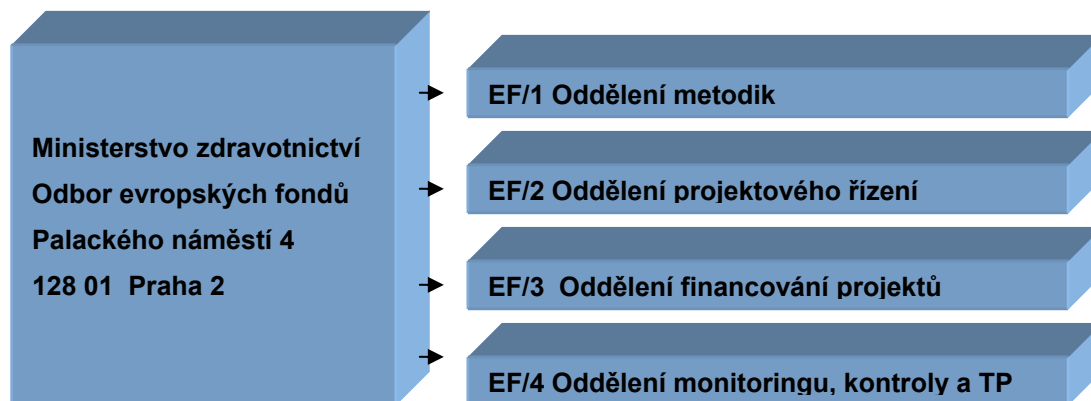 Ministerstvo zdravotnictví
Odbor evropských fondů
Palackého náměstí 4
128 01  Praha 2
EF/1 Oddělení metodik
EF/2 Oddělení projektového řízení
EF/3  Oddělení financování projektů
EF/4 Oddělení monitoringu, kontroly a TP